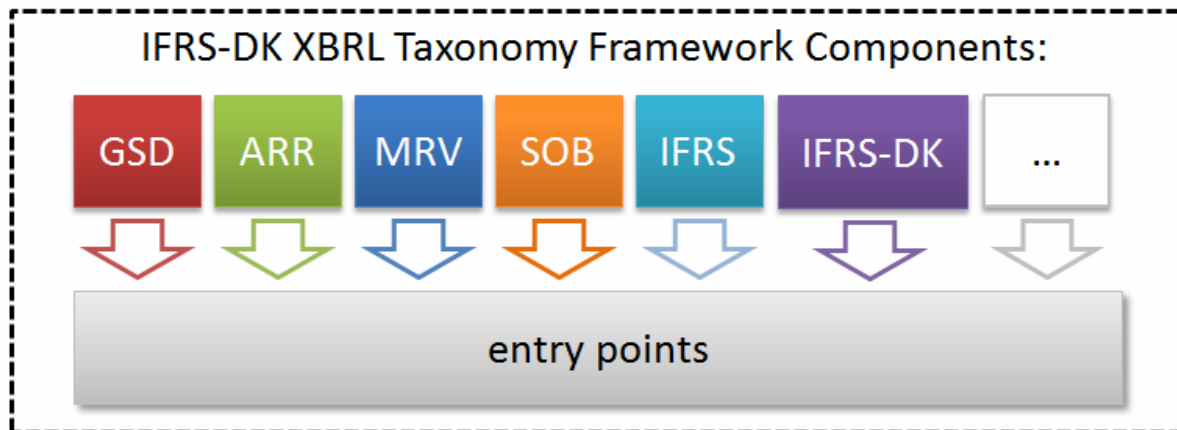 IFRS-DK XBRL Taxonomy Framework Components:
GSD ARR MRV SOB IFRS IFRS-DK ...
entry points